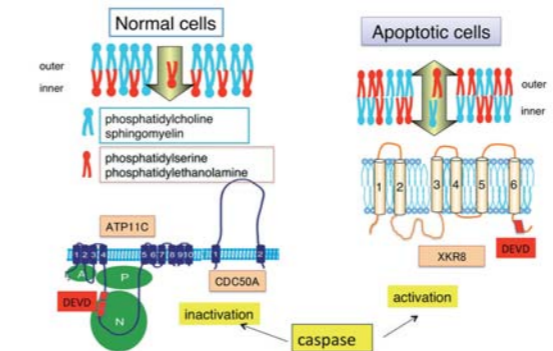 Normal cells
outer
inner
phosphatidylcholine
sphingomyelin
phosphatidylserine
phosphatidylethanolamine
ATP11C
1 2 3 4 5 6 7 8 9 10
1 2
A
P
DEVD
N
CDC50A
inactivation
Apoptotic cells
outer
inner
1 2 3 4 5 6
XKR8
DEVD
activation
caspase